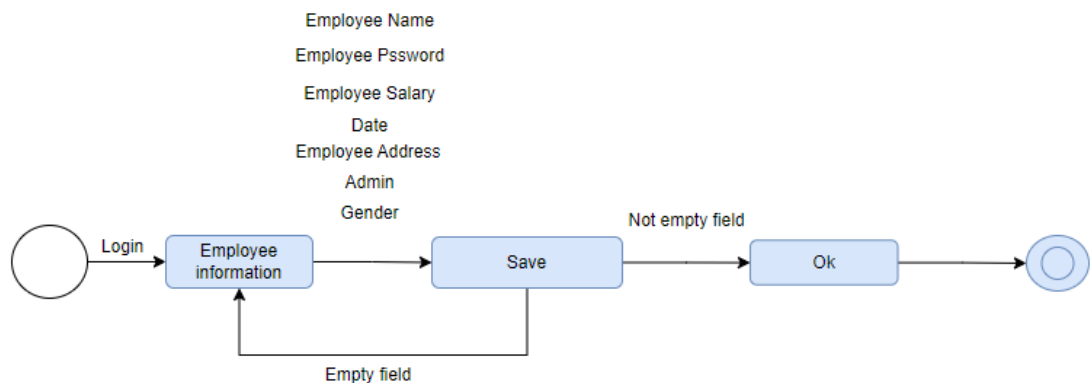 Employee Name
Employee Pssword
Employee Salary
Date
Employee Address
Admin
Gender
Login
Employee
information
Save
Not empty field
Ok
Empty field